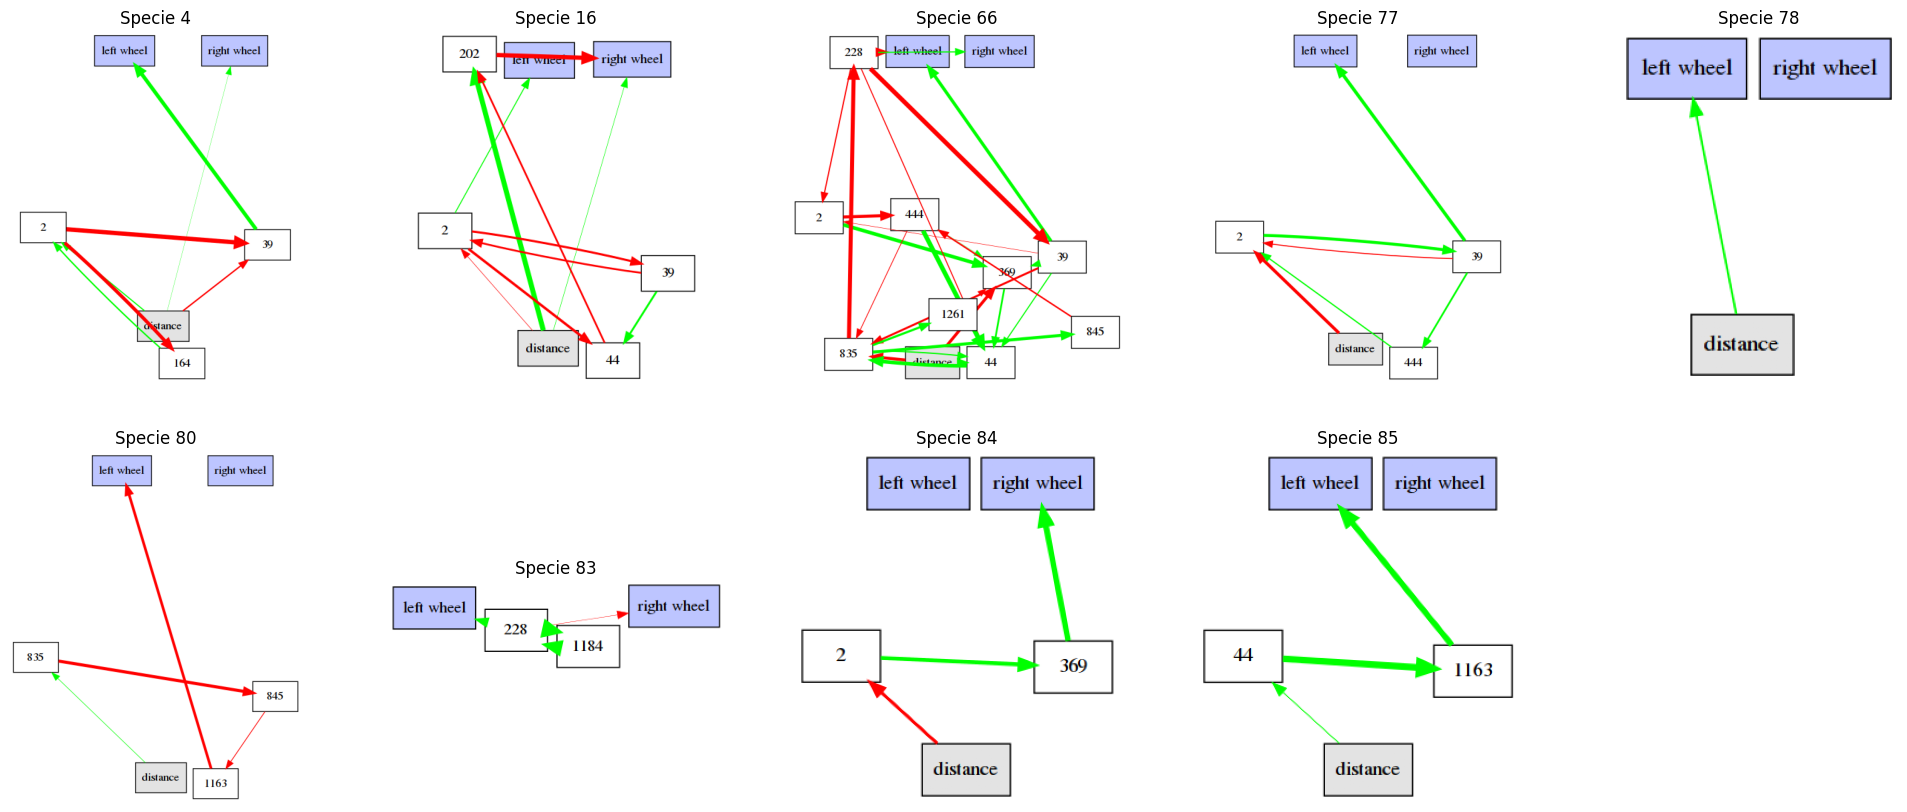 Specie 4
left wheel
right wheel
2
39
distance
164
Specie 16
202
left wheel
right wheel
2
39
distance
44
Specie 66
228
left wheel
right wheel
2
444
39
369
1261
845
835
distance
44
Specie 77
left wheel
right wheel
2
39
distance
444
Specie 78
left wheel
right wheel
distance
Specie 80
left wheel
right wheel
835
845
distance
1163
Specie 83
left wheel
right wheel
228
1184
Specie 84
left wheel
right wheel
2
369
distance
Specie 85
left wheel
right wheel
44
1163
distance